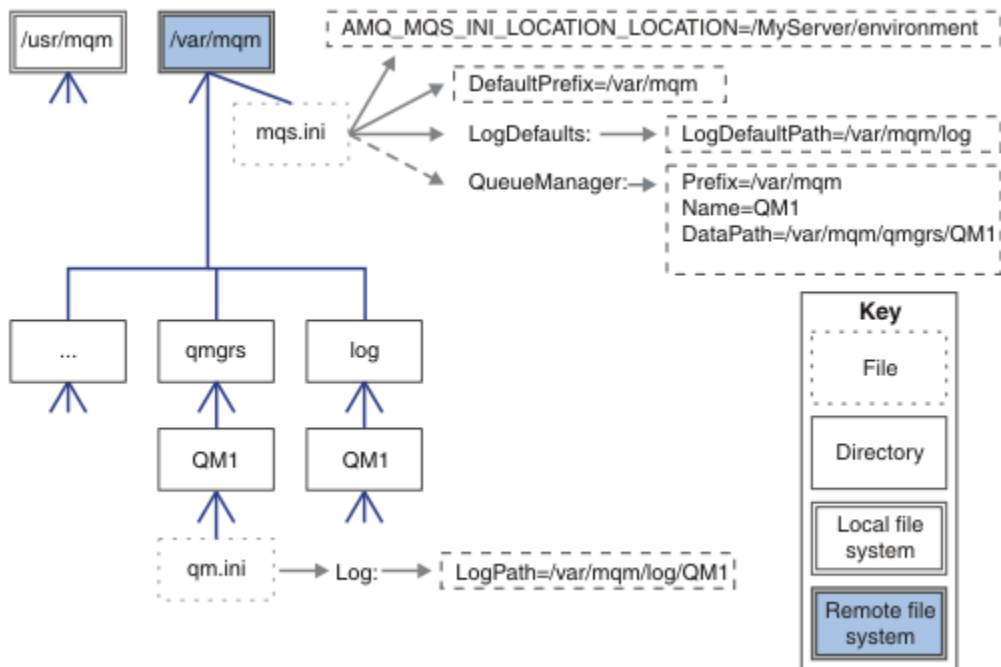 /usr/mqm
/var/mqm
AMQ_MQS_INI_LOCATION_LOCATION=/MyServer/environment
DefaultPrefix=/var/mqm
mqs.ini
LogDefaults:
LogDefaultPath=/var/mqm/log
QueueManager:
Prefix=/var/mqm
Name=QM1
DataPath=/var/mqm/qmgrs/QM1
...
qmgrs
log
QM1
QM1
qm.ini
Log:
LogPath=/var/mqm/log/QM1
Key
File
Directory
Local file
system
Remote file
system